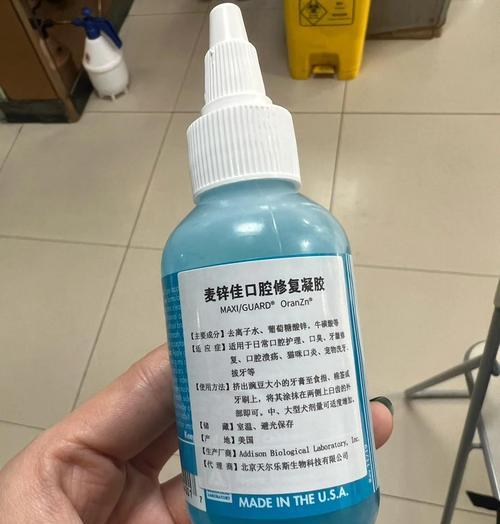 麦锌佳口腔修复凝胶
MAXI/GUARD® OranZn®
【主要成分】去离子水、葡萄糖酸锌，牛磺酸等
【适 应 症】适用于日常口腔护理、口臭、牙龈修
复、口腔溃疡、猫咪口炎、宠物洗牙、
拔牙等
【使用方法】挤出豌豆大小的牙膏至食指、棉签或
牙刷上，将其涂抹在两侧上臼齿的外
部即可。中、大型犬剂量可适度增加。
【储 藏】室温、避光保存
【产 地】美国
【生产厂商】Addison Biological Laboratory, Inc.
【代 理 商】北京天尔乐斯生物科技有限公司
MADE IN THE U.S.A.